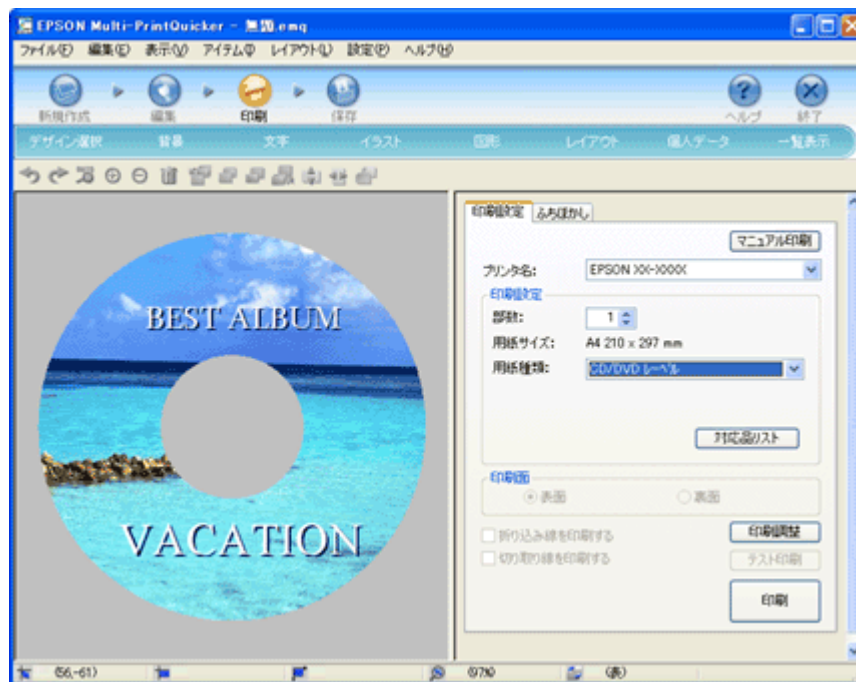 EPSON Multi-PrintQuicker - 無題.emq
ファイル(F) 編集(E) 表示(V) アイテム(I) レイアウト(L) 設定(P) ヘルプ(H)
新規作成 編集 印刷 保存 ヘルプ 終了
デザイン選択 背景 文字 イラスト 図形 レイアウト 個人データ 一覧表示
BEST ALBUM
VACATION
印刷設定 ふちぼかし
マニュアル印刷
プリンタ名: EPSON XX-XXXX
印刷設定
部数: 1
用紙サイズ: A4 210 x 297 mm
用紙種類: CD/DVD レーベル
対応品リスト
印刷面
表面 裏面
折り込み線を印刷する 印刷調整
切り取り線を印刷する テスト印刷
印刷
(56,-61) (97%) (表)